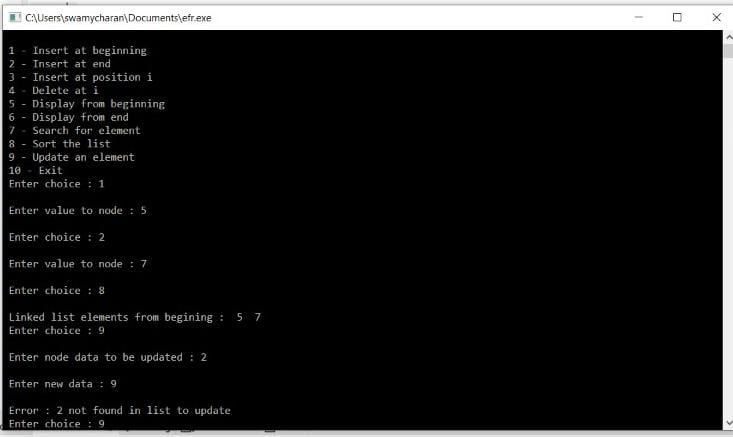 C:\Users\swamycharan\Documents\efr.exe
1 - Insert at beginning
2 - Insert at end
3 - Insert at position i
4 - Delete at i
5 - Display from beginning
6 - Display from end
7 - Search for element
8 - Sort the list
9 - Update an element
10 - Exit
Enter choice : 1
Enter value to node : 5
Enter choice : 2
Enter value to node : 7
Enter choice : 8
Linked list elements from begining :  5  7
Enter choice : 9
Enter node data to be updated : 2
Enter new data : 9
Error : 2 not found in list to update
Enter choice : 9